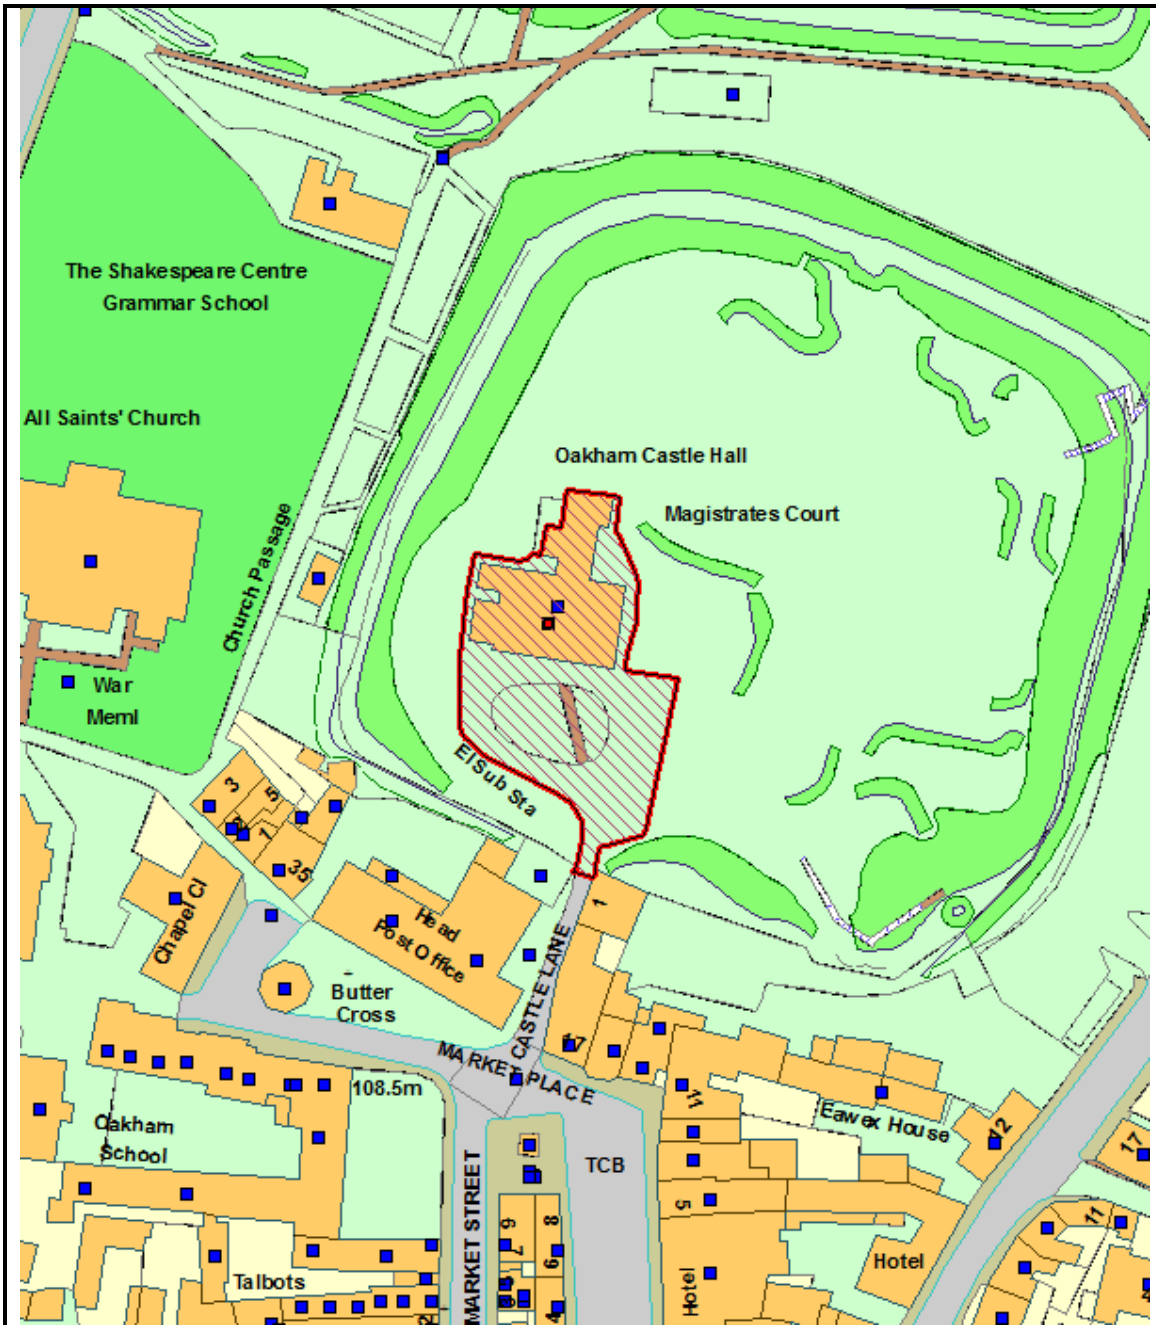 The Shakespeare Centre
Grammar School
All Saints' Church
Oakham Castle Hall
Magistrates Court
Church Passage
War
Meml
El Sub Sta
3
5
1
35
Chapel Cl
Head
Post Office
1
CASTLE LANE
Butter
Cross
17
MARKET PLACE
108.5m
11
Eawex House
12
17
Oakham
School
TCB
MARKET STREET
9
7
8
6
5
4
11
Hotel
Hotel
Talbots
2